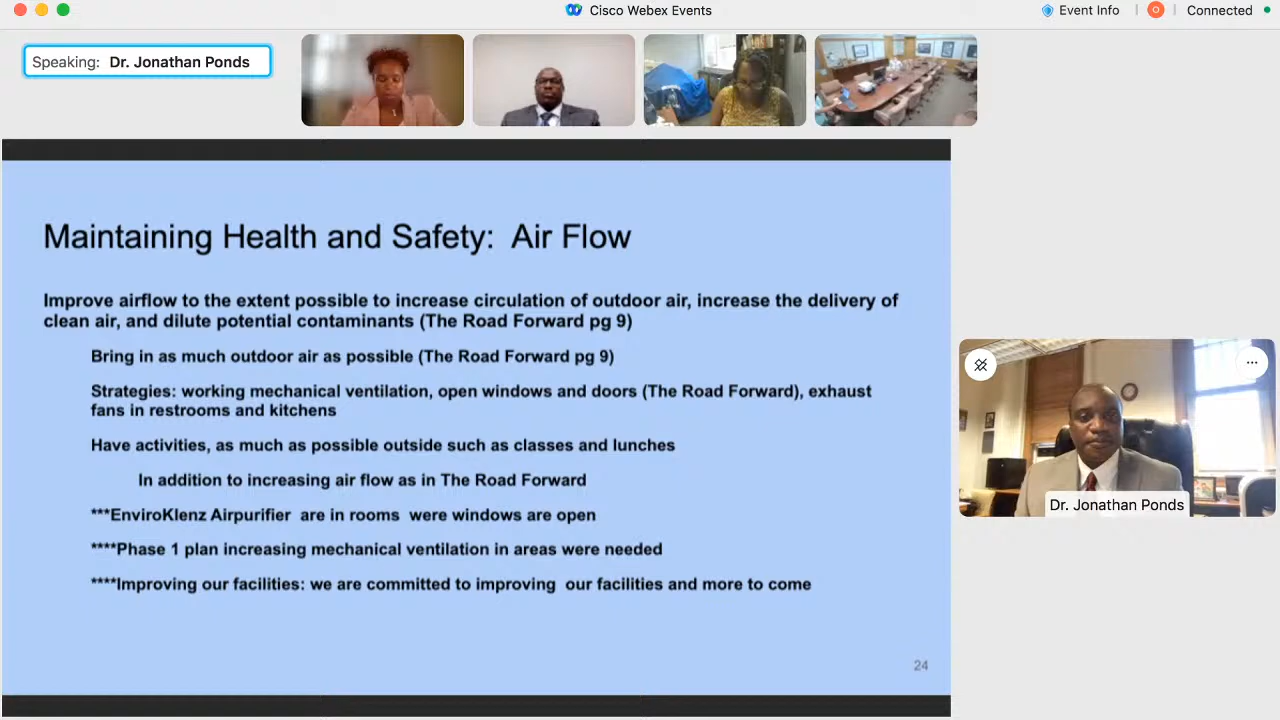 Cisco Webex Events
Event Info
Connected
Speaking: Dr. Jonathan Ponds
Maintaining Health and Safety: Air Flow
Improve airflow to the extent possible to increase circulation of outdoor air, increase the delivery of
clean air, and dilute potential contaminants (The Road Forward pg 9)
Bring in as much outdoor air as possible (The Road Forward pg 9)
Strategies: working mechanical ventilation, open windows and doors (The Road Forward), exhaust
fans in restrooms and kitchens
Have activities, as much as possible outside such as classes and lunches
In addition to increasing air flow as in The Road Forward
***EnviroKlenz Airpurifier are in rooms were windows are open
****Phase 1 plan increasing mechanical ventilation in areas were needed
****Improving our facilities: we are committed to improving our facilities and more to come
24
Dr. Jonathan Ponds